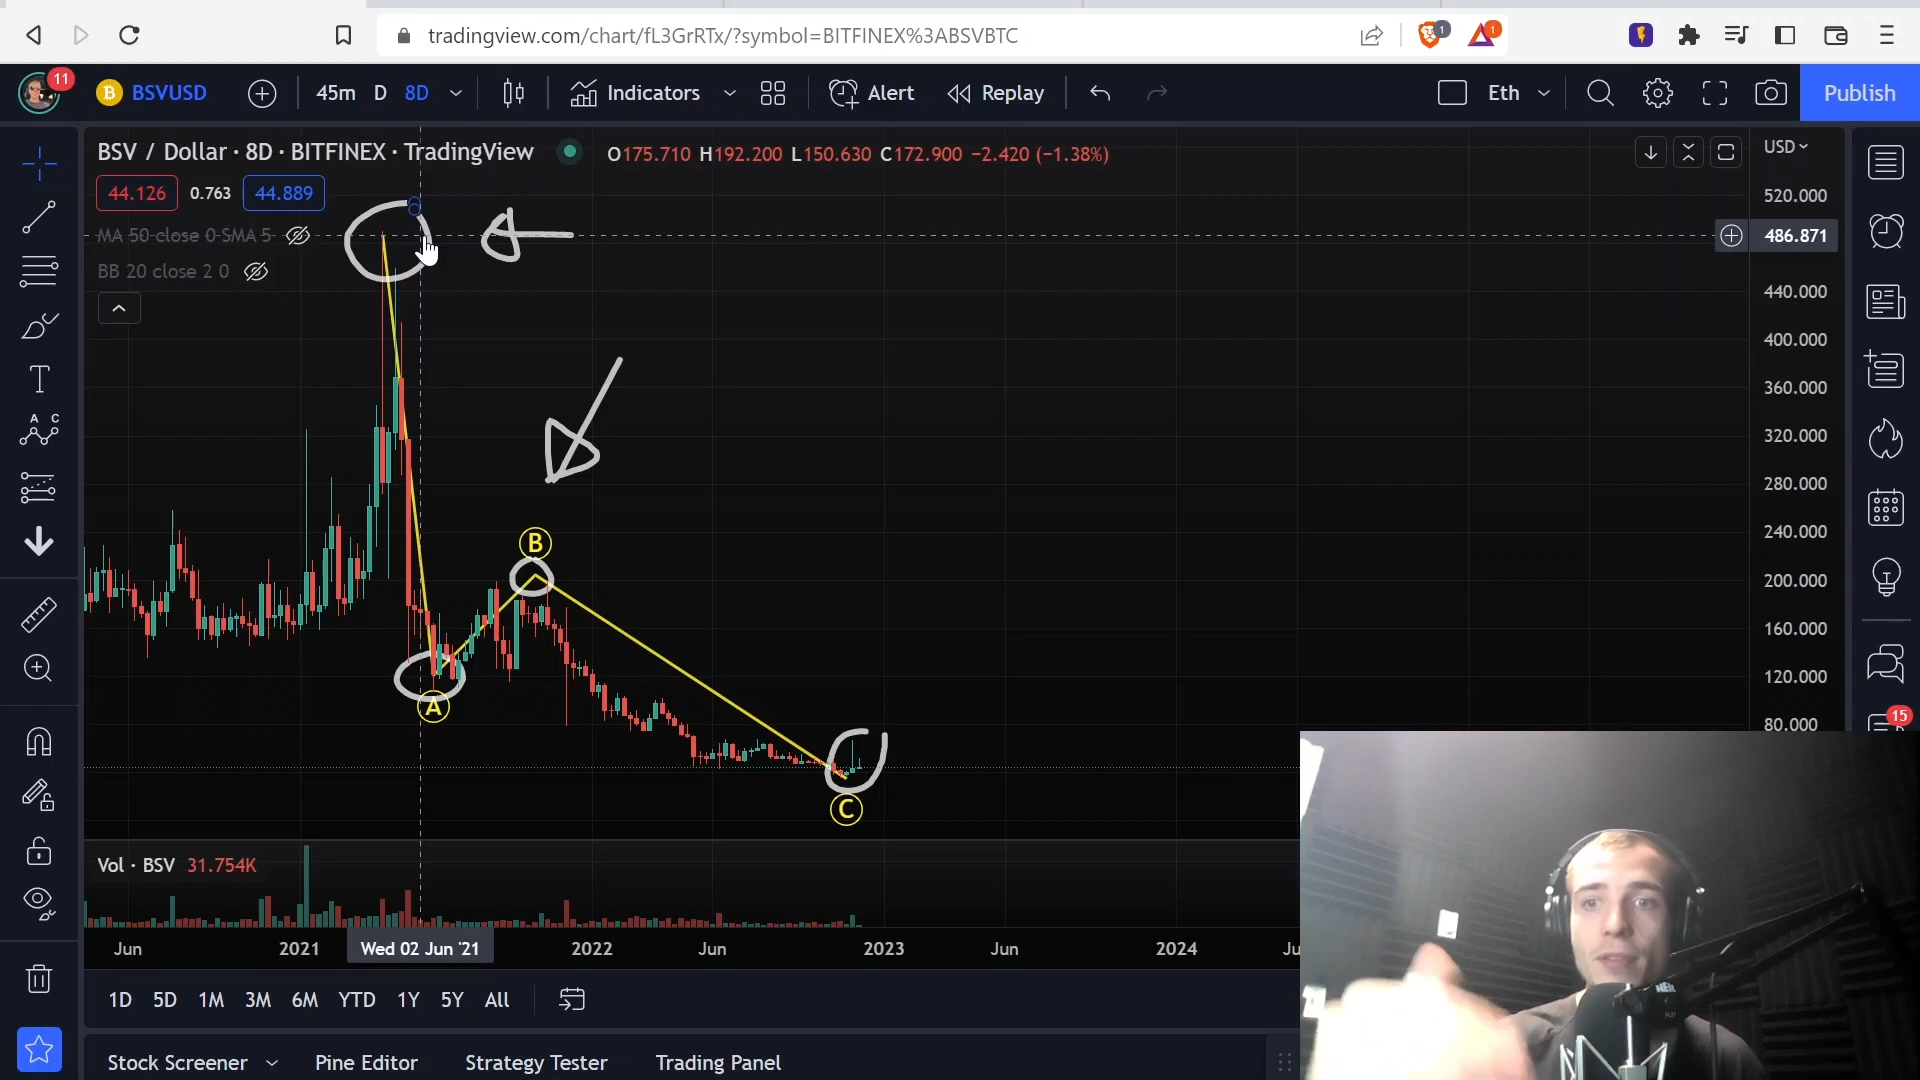 tradingview.com/chart/fL3GrRTx/?symbol=BITFINEX%3ABSVBTC
1
1
11
BSVUSD
45m
D
8D
Indicators
Alert
Replay
Eth
Publish
BSV / Dollar · 8D · BITFINEX · TradingView
O175.710 H192.200 L150.630 C172.900 −2.420 (−1.38%)
USD
44.126
0.763
44.889
MA 50 close 0 SMA 5
BB 20 close 2 0
520.000
486.871
440.000
400.000
360.000
320.000
280.000
240.000
200.000
160.000
120.000
80.000
T
A C
B
A
C
15
Vol · BSV 31.754K
Jun
2021
Wed 02 Jun '21
2022
Jun
2023
Jun
2024
Ju
1D 5D 1M 3M 6M YTD 1Y 5Y All
Stock Screener
Pine Editor
Strategy Tester
Trading Panel